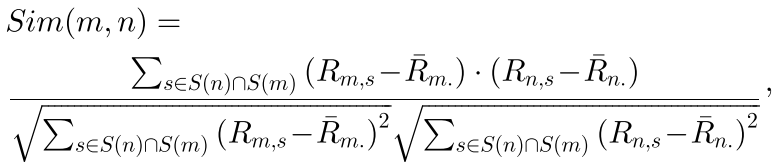 Sim(m, n) =
\frac{\sum_{s \in S(n) \cap S(m)} (R_{m,s} - \bar{R}_{m.}) \cdot (R_{n,s} - \bar{R}_{n.})}{\sqrt{\sum_{s \in S(n) \cap S(m)} (R_{m,s} - \bar{R}_{m.})^2} \sqrt{\sum_{s \in S(n) \cap S(m)} (R_{n,s} - \bar{R}_{n.})^2}},